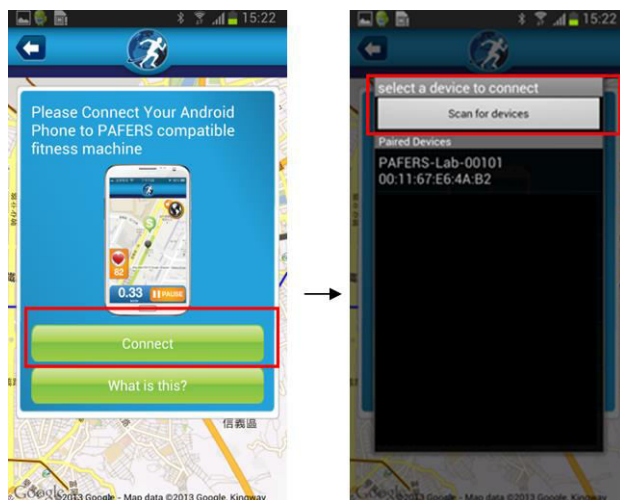 15:22
Please Connect Your Android
Phone to PAFERS compatible
fitness machine
82
0.33
PAUSE
Connect
What is this?
信義區
Google
©2013 Google - Map data ©2013 Google, Kingway
15:22
select a device to connect
Scan for devices
Paired Devices
PAFERS-Lab-00101
00:11:67:E6:4A:B2
Google
©2013 Google - Map data ©2013 Google, Kingway